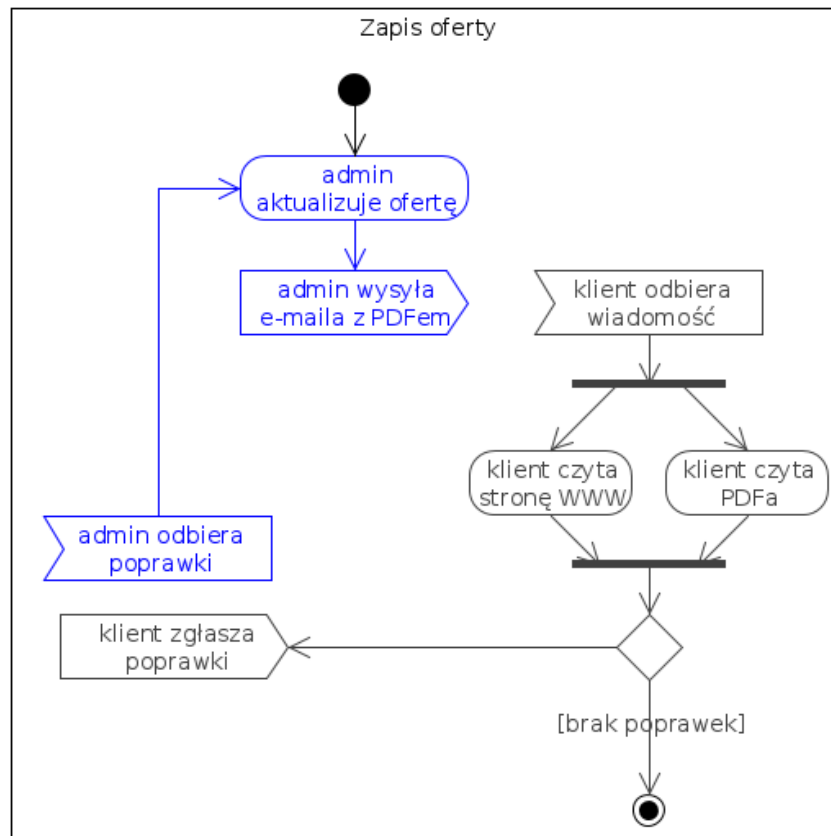 Zapis oferty
admin
aktualizuje ofertę
admin wysyła
e-maila z PDFem
klient odbiera
wiadomość
klient czyta
stronę WWW
klient czyta
PDFa
admin odbiera
poprawki
klient zgłasza
poprawki
[brak poprawek]